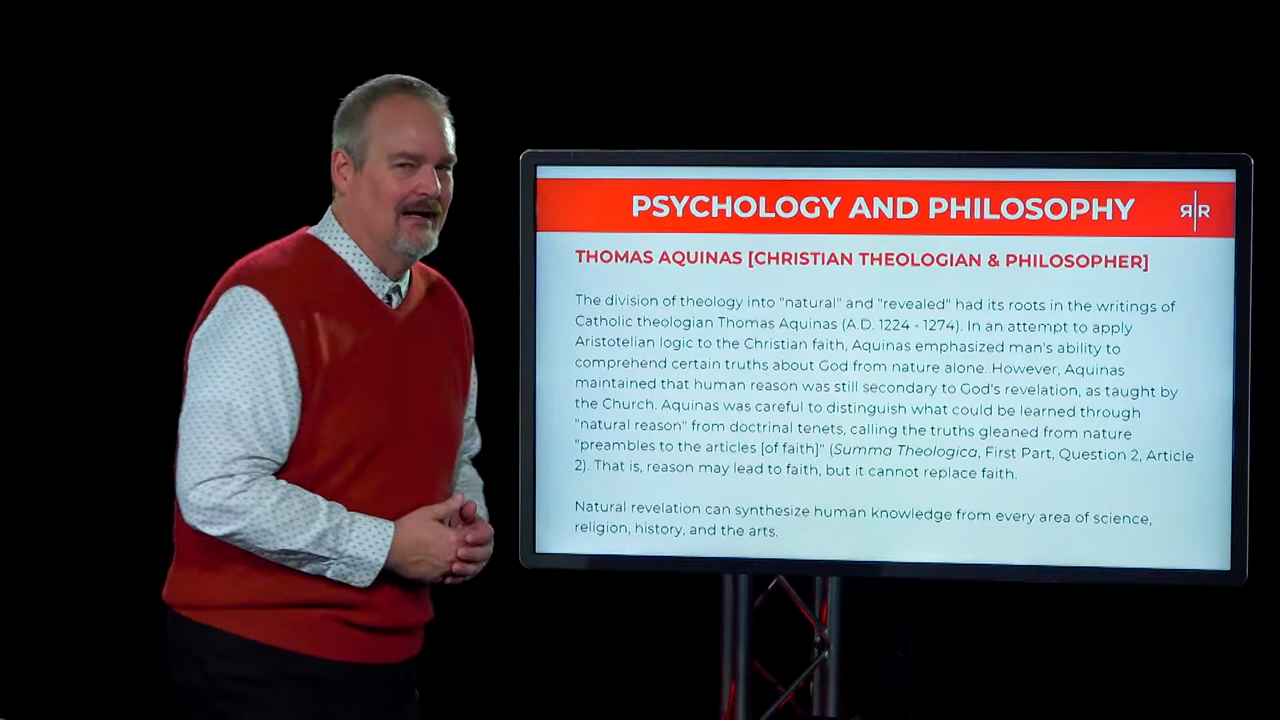 PSYCHOLOGY AND PHILOSOPHY
R|R
THOMAS AQUINAS [CHRISTIAN THEOLOGIAN & PHILOSOPHER]
The division of theology into "natural" and "revealed" had its roots in the writings of
Catholic theologian Thomas Aquinas (A.D. 1224 - 1274). In an attempt to apply
Aristotelian logic to the Christian faith, Aquinas emphasized man's ability to
comprehend certain truths about God from nature alone. However, Aquinas
maintained that human reason was still secondary to God's revelation, as taught by
the Church. Aquinas was careful to distinguish what could be learned through
"natural reason" from doctrinal tenets, calling the truths gleaned from nature
"preambles to the articles [of faith]" (Summa Theologica, First Part, Question 2, Article
2). That is, reason may lead to faith, but it cannot replace faith.
Natural revelation can synthesize human knowledge from every area of science,
religion, history, and the arts.